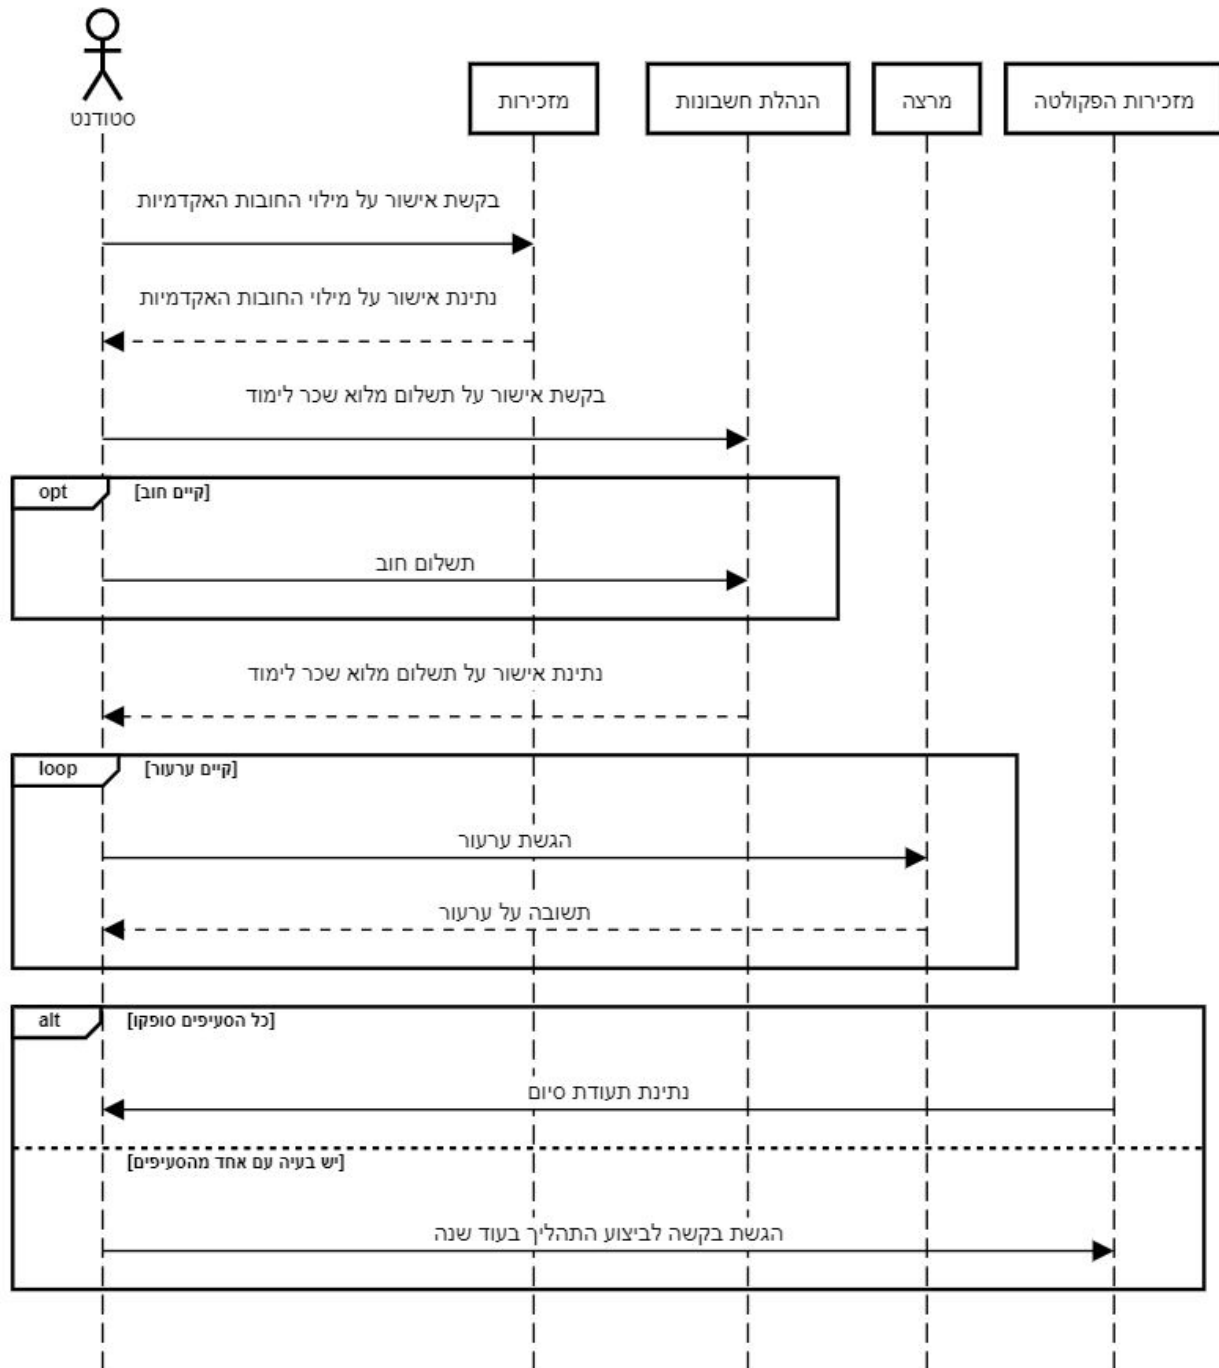 סטודנט
מזכירות
הנהלת חשבונות
מרצה
מזכירות הפקולטה
בקשת אישור על מילוי החובות האקדמיות
נתינת אישור על מילוי החובות האקדמיות
בקשת אישור על תשלום מלוא שכר לימוד
opt
[קיים חוב]
תשלום חוב
נתינת אישור על תשלום מלוא שכר לימוד
loop
[קיים ערעור]
הגשת ערעור
תשובה על ערעור
alt
[כל הסעיפים סופקו]
נתינת תעודת סיום
[יש בעיה עם אחד מהסעיפים]
הגשת בקשה לביצוע התהליך בעוד שנה